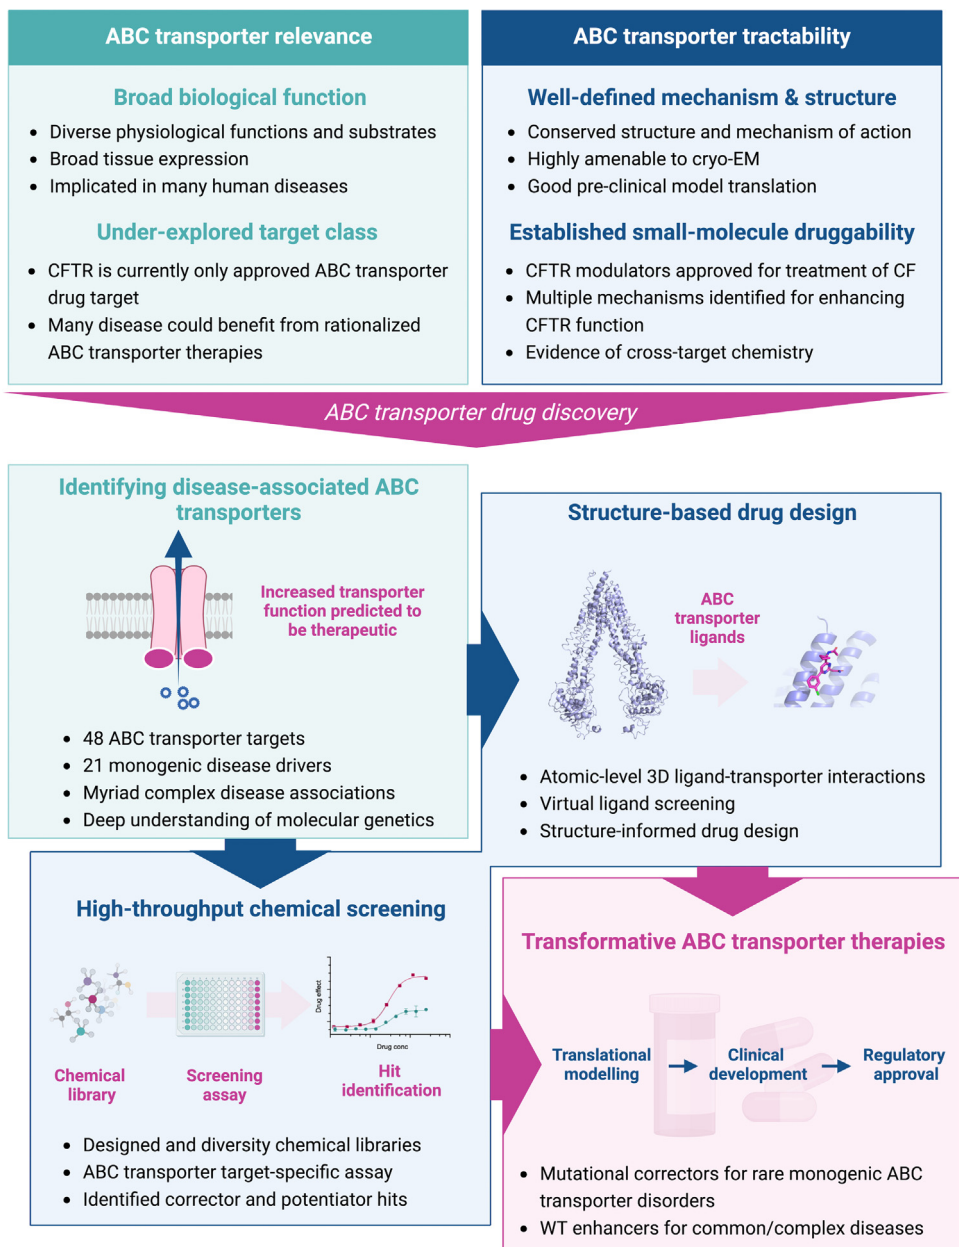 ABC transporter relevance
Broad biological function
• Diverse physiological functions and substrates
• Broad tissue expression
• Implicated in many human diseases
Under-explored target class
• CFTR is currently only approved ABC transporter
drug target
• Many disease could benefit from rationalized
ABC transporter therapies
ABC transporter tractability
Well-defined mechanism & structure
• Conserved structure and mechanism of action
• Highly amenable to cryo-EM
• Good pre-clinical model translation
Established small-molecule druggability
• CFTR modulators approved for treatment of CF
• Multiple mechanisms identified for enhancing
CFTR function
• Evidence of cross-target chemistry
ABC transporter drug discovery
Identifying disease-associated ABC
transporters
Increased transporter
function predicted to
be therapeutic
• 48 ABC transporter targets
• 21 monogenic disease drivers
• Myriad complex disease associations
• Deep understanding of molecular genetics
Structure-based drug design
ABC
transporter
ligands
• Atomic-level 3D ligand-transporter interactions
• Virtual ligand screening
• Structure-informed drug design
High-throughput chemical screening
Drug effect
Drug conc
Chemical
library
Screening
assay
Hit
identification
• Designed and diversity chemical libraries
• ABC transporter target-specific assay
• Identified corrector and potentiator hits
Transformative ABC transporter therapies
Translational
modelling
Clinical
development
Regulatory
approval
• Mutational correctors for rare monogenic ABC
transporter disorders
• WT enhancers for common/complex diseases